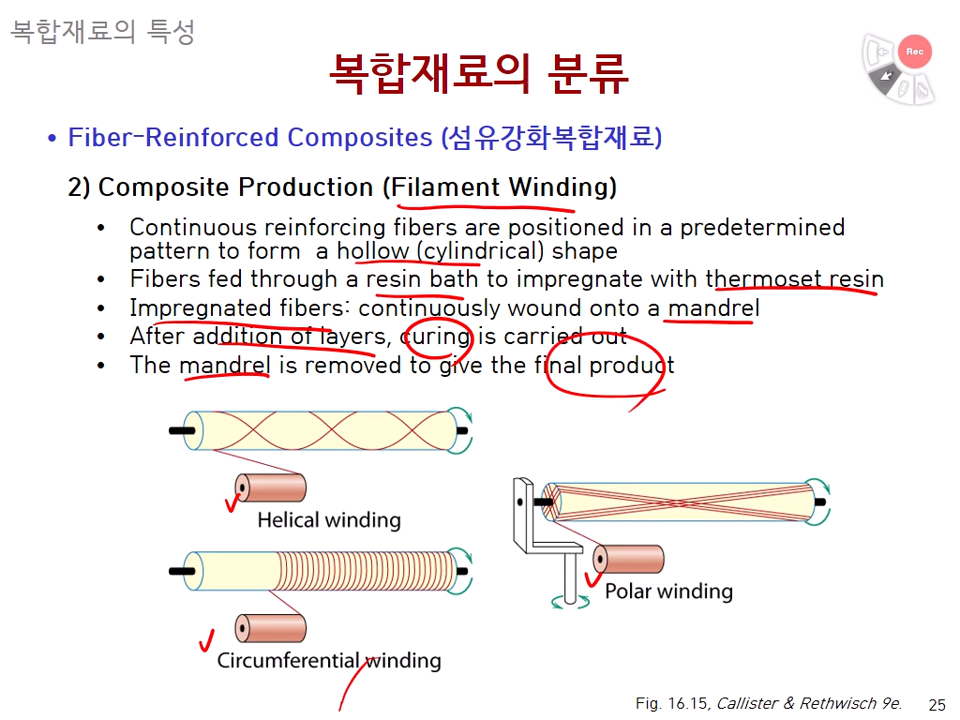 복합재료의 특성
Rec
복합재료의 분류
• Fiber-Reinforced Composites (섬유강화복합재료)
2) Composite Production (Filament Winding)
• Continuous reinforcing fibers are positioned in a predetermined
pattern to form a hollow (cylindrical) shape
• Fibers fed through a resin bath to impregnate with thermoset resin
• Impregnated fibers: continuously wound onto a mandrel
• After addition of layers, curing is carried out
• The mandrel is removed to give the final product
Helical winding
Polar winding
Circumferential winding
Fig. 16.15, Callister & Rethwisch 9e.
25